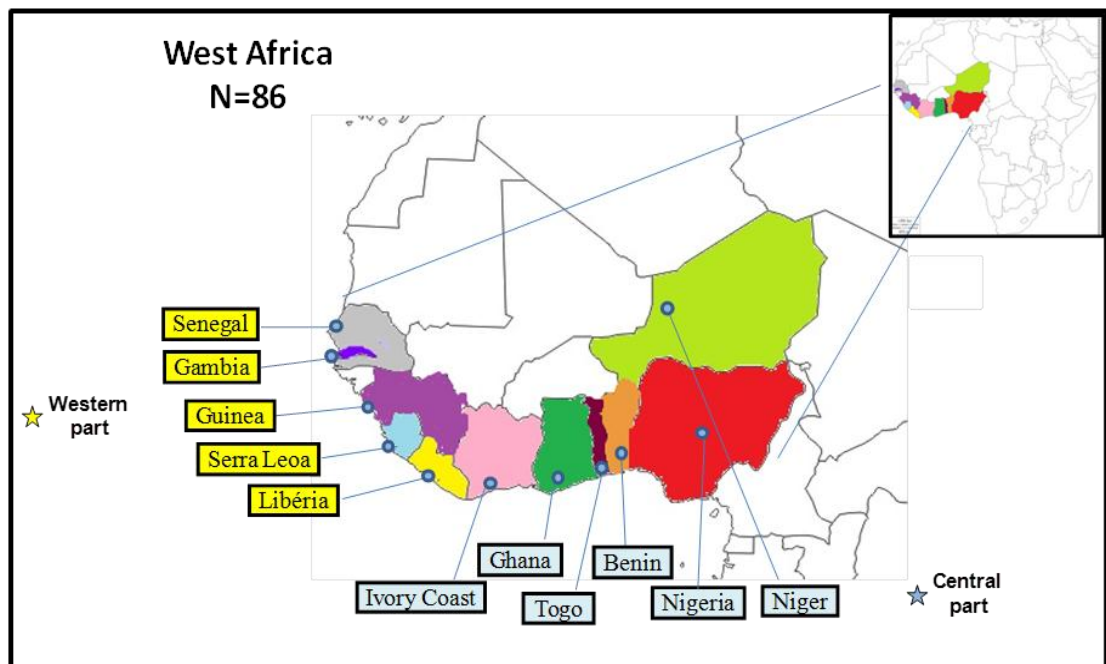 West Africa
N=86
Senegal
Gambia
Guinea
Serra Leoa
Libéria
Western
part
Ghana
Benin
Ivory Coast
Togo
Nigeria
Niger
Central
part